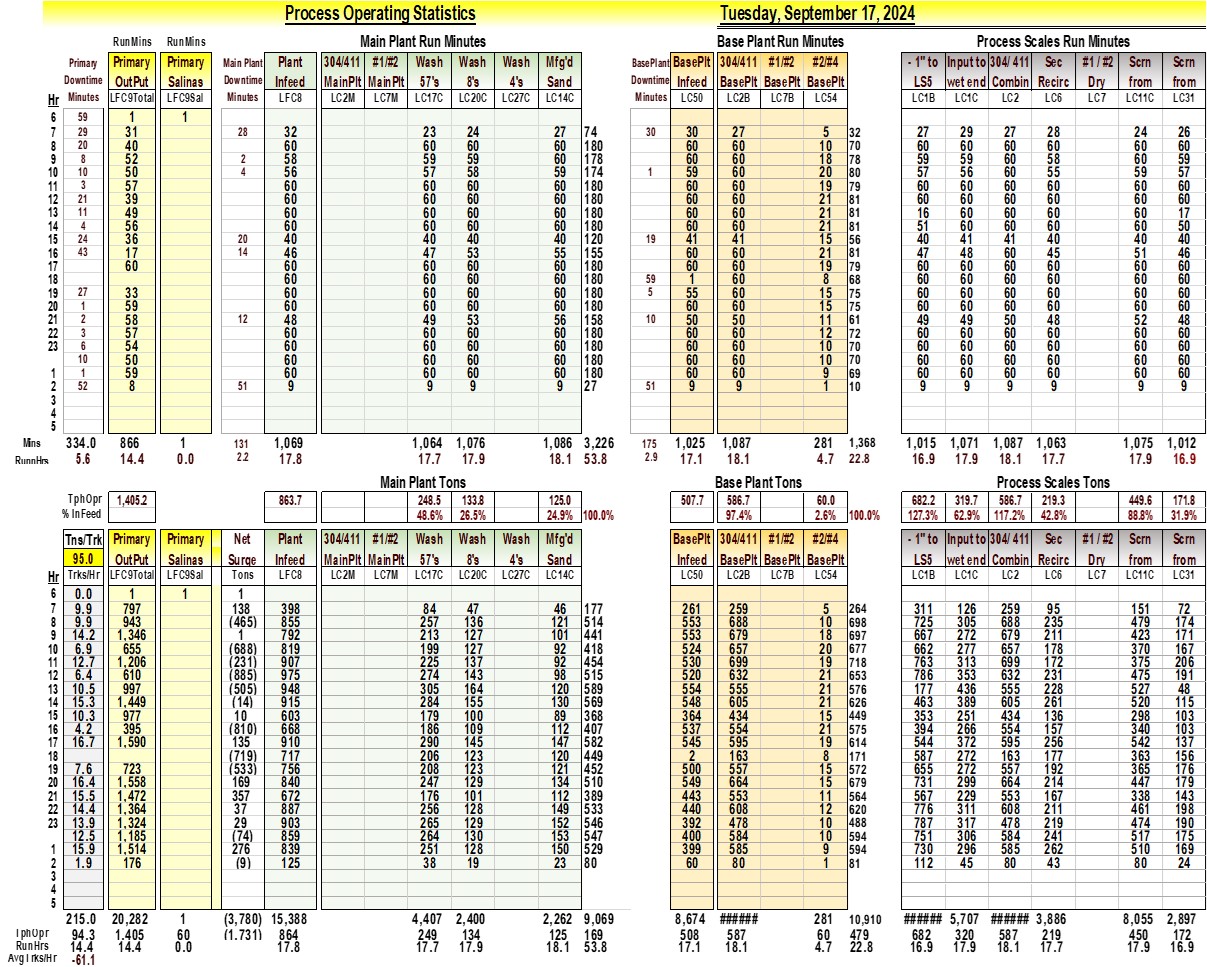 Process Operating Statistics Tuesday, September 17, 2024
RunMins RunMins Main Plant Run Minutes Base Plant Run Minutes Process Scales Run Minutes
Primary Primary Primary Main Plant Plant 304/411 #1/#2 Wash Wash Wash Mfg'd BasePlant BasePlt 304/411 #1/#2 #2/#4 - 1" to Input to 304/ 411 Sec #1 / #2 Scrn Scrn
Downtime OutPut Salinas Downtime Infeed MainPlt MainPlt 57's 8's 4's Sand Downtime Infeed BasePlt BasePlt BasePlt LS5 wet end Combin Recirc Dry from from
Hr Minutes LFC9Total LFC9Sal Minutes LFC8 LC2M LC7M LC17C LC20C LC27C LC14C Minutes LC50 LC2B LC7B LC54 LC1B LC1C LC2 LC6 LC7 LC11C LC31
6 59 1 1
7 29 31 28 32 23 24 27 74 30 30 27 5 32 27 29 27 28 24 26
8 20 40 60 60 60 60 180 60 60 10 70 60 60 60 60 60 60
9 8 52 2 58 59 59 60 178 60 60 18 78 59 59 60 58 60 59
10 10 50 4 56 57 58 59 174 1 59 60 20 80 57 56 60 55 59 57
11 3 57 60 60 60 60 180 60 60 19 79 60 60 60 60 60 60
12 21 39 60 60 60 60 180 60 60 21 81 60 60 60 60 60 60
13 11 49 60 60 60 60 180 60 60 21 81 16 60 60 60 60 17
14 4 56 60 60 60 60 180 60 60 21 81 51 60 60 60 60 50
15 24 36 20 40 40 40 40 120 19 41 41 15 56 40 41 41 40 40 40
16 43 17 14 46 47 53 55 155 60 60 21 81 47 48 60 45 51 46
17 60 60 60 60 60 180 60 60 19 79 60 60 60 60 60 60
18 60 60 60 60 180 59 1 60 8 68 60 60 60 60 60 60
19 27 33 60 60 60 60 180 5 55 60 15 75 60 60 60 60 60 60
20 1 59 60 60 60 60 180 60 60 15 75 60 60 60 60 60 60
21 2 58 12 48 49 53 56 158 10 50 50 11 61 49 49 50 48 52 48
22 3 57 60 60 60 60 180 60 60 12 72 60 60 60 60 60 60
23 6 54 60 60 60 60 180 60 60 10 70 60 60 60 60 60 60
10 50 60 60 60 60 180 60 60 10 70 60 60 60 60 60 60
1 1 59 60 60 60 60 180 60 60 9 69 60 60 60 60 60 60
2 52 8 51 9 9 9 9 27 51 9 9 1 10 9 9 9 9 9 9
3
4
5
Mins 334.0 866 1 131 1,069 1,064 1,076 1,086 3,226 175 1,025 1,087 281 1,368 1,015 1,071 1,087 1,063 1,075 1,012
RunnHrs 5.6 14.4 0.0 2.2 17.8 17.7 17.9 18.1 53.8 2.9 17.1 18.1 4.7 22.8 16.9 17.9 18.1 17.7 17.9 16.9
Main Plant Tons Base Plant Tons Process Scales Tons
TphOpr 1,405.2 863.7 248.5 133.8 125.0 507.7 586.7 60.0 682.2 319.7 586.7 219.3 449.6 171.8
% InFeed 48.6% 26.5% 24.9% 100.0% 97.4% 2.6% 100.0% 127.3% 62.9% 117.2% 42.8% 88.8% 31.9%
Tns/Trk Primary Primary Net Plant 304/411 #1/#2 Wash Wash Wash Mfg'd BasePlt 304/411 #1/#2 #2/#4 - 1" to Input to 304/ 411 Sec #1 / #2 Scrn Scrn
95.0 OutPut Salinas Surge Infeed MainPlt MainPlt 57's 8's 4's Sand Infeed BasePlt BasePlt BasePlt LS5 wet end Combin Recirc Dry from from
Hr Trks/Hr LFC9Total LFC9Sal Tons LFC8 LC2M LC7M LC17C LC20C LC27C LC14C LC50 LC2B LC7B LC54 LC1B LC1C LC2 LC6 LC7 LC11C LC31
6 0.0 1 1 1
7 9.9 797 138 398 84 47 46 177 261 259 5 264 311 126 259 95 151 72
8 9.9 943 (465) 855 257 136 121 514 553 688 10 698 725 305 688 235 479 174
9 14.2 1,346 1 792 213 127 101 441 553 679 18 697 667 272 679 211 423 171
10 6.9 655 (688) 819 199 127 92 418 524 657 20 677 662 277 657 178 370 167
11 12.7 1,206 (231) 907 225 137 92 454 530 699 19 718 763 313 699 172 375 206
12 6.4 610 (885) 975 274 143 98 515 520 632 21 653 786 353 632 231 475 191
13 10.5 997 (505) 948 305 164 120 589 554 555 21 576 177 436 555 228 527 48
14 15.3 1,449 (14) 915 284 155 130 569 548 605 21 626 463 389 605 261 520 115
15 10.3 977 10 603 179 100 89 368 364 434 15 449 353 251 434 136 298 103
16 4.2 395 (810) 668 186 109 112 407 537 554 21 575 394 266 554 157 340 103
17 16.7 1,590 135 910 290 145 147 582 545 595 19 614 544 372 595 256 542 137
18 (719) 717 206 123 120 449 2 163 8 171 587 272 163 177 363 156
19 7.6 723 (533) 756 208 123 121 452 500 557 15 572 655 272 557 192 365 176
20 16.4 1,558 169 840 247 129 134 510 549 664 15 679 731 299 664 214 447 179
21 15.5 1,472 357 672 176 101 112 389 443 553 11 564 567 229 553 167 338 143
22 14.4 1,364 37 887 256 128 149 533 440 608 12 620 776 311 608 211 461 198
23 13.9 1,324 29 903 265 129 152 546 392 478 10 488 787 317 478 219 474 190
12.5 1,185 (74) 859 264 130 153 547 400 584 10 594 751 306 584 241 517 175
1 15.9 1,514 276 839 251 128 150 529 399 585 9 594 730 296 585 262 510 169
2 1.9 176 (9) 125 38 19 23 80 60 80 1 81 112 45 80 43 80 24
3
4
5
215.0 20,282 1 (3,780) 15,388 4,407 2,400 2,262 9,069 8,674 ###### 281 10,910 ###### 5,707 ###### 3,886 8,055 2,897
TphOpr 94.3 1,405 60 (1.731) 864 249 134 125 169 508 587 60 479 682 320 587 219 450 172
RunHrs 14.4 14.4 0.0 17.8 17.7 17.9 18.1 53.8 17.1 18.1 4.7 22.8 16.9 17.9 18.1 17.7 17.9 16.9
AvgTrks/Hr -61.1